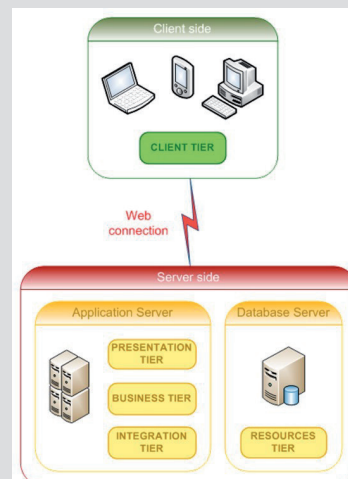 Client side
CLIENT TIER
Web
connection
Server side
Application Server
Database Server
PRESENTATION
TIER
BUSINESS TIER
INTEGRATION
TIER
RESOURCES
TIER